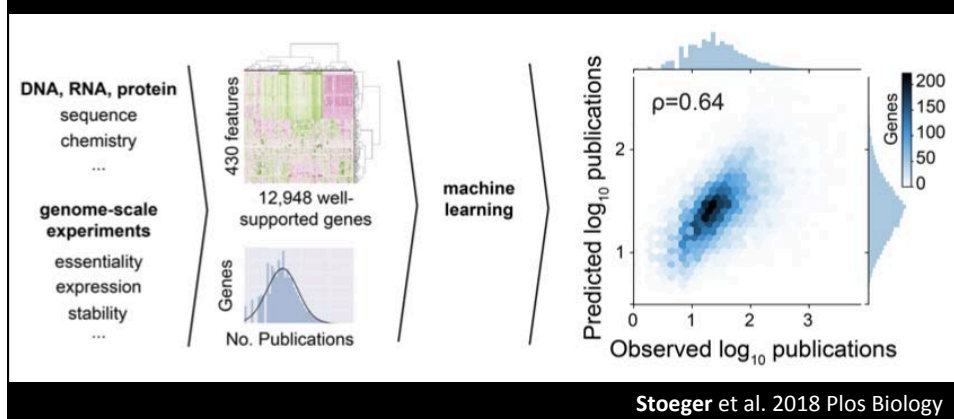 DNA, RNA, protein
sequence
chemistry
...
genome-scale
experiments
essentiality
expression
stability
...
430 features
12,948 well-
supported genes
Genes
No. Publications
machine
learning
ρ=0.64
Predicted log10 publications
2
1
0
1
2
3
Observed log10 publications
Genes
200
150
100
50
0
Stoeger et al. 2018 Plos Biology